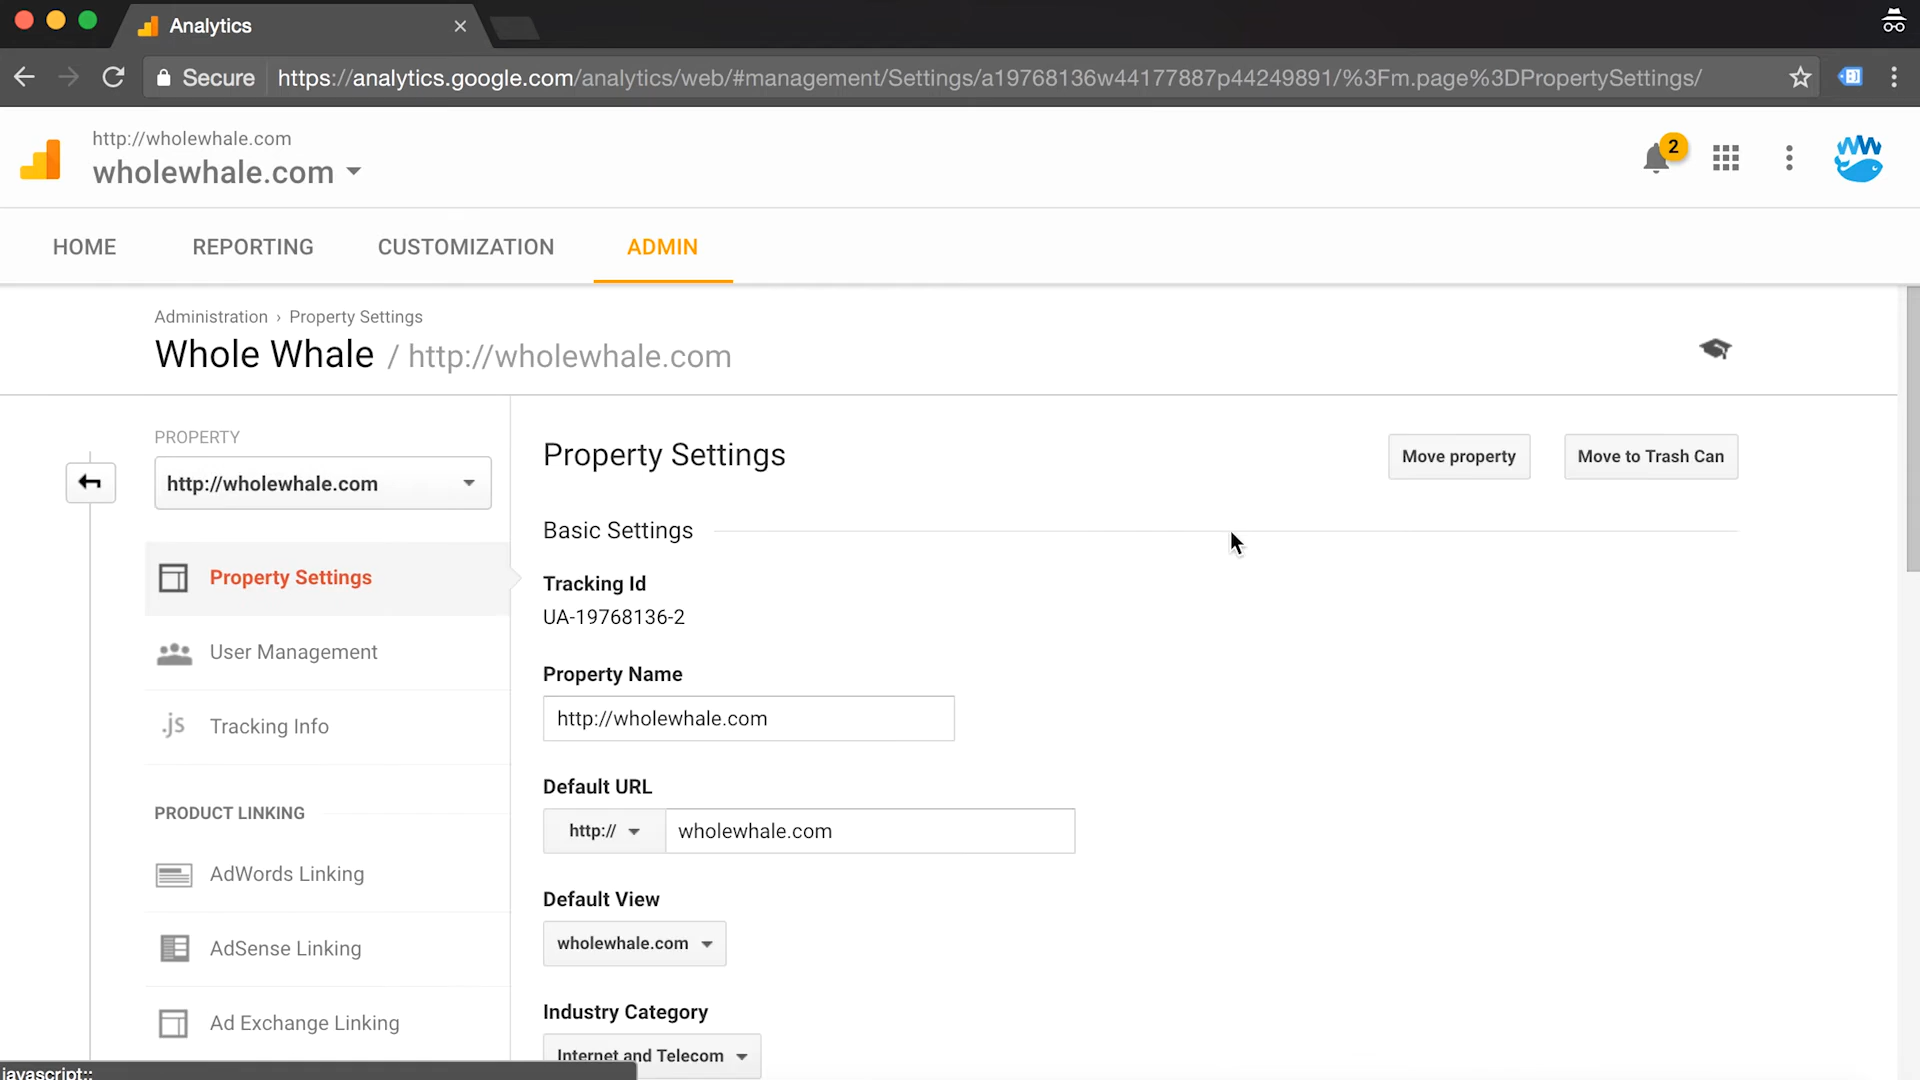 Analytics
Secure https://analytics.google.com/analytics/web/#management/Settings/a19768136w44177887p44249891/%3Fm.page%3DPropertySettings/
http://wholewhale.com
wholewhale.com
2
WW
HOME REPORTING CUSTOMIZATION ADMIN
Administration › Property Settings
Whole Whale / http://wholewhale.com
PROPERTY
http://wholewhale.com
Property Settings
User Management
.js Tracking Info
PRODUCT LINKING
AdWords Linking
AdSense Linking
Ad Exchange Linking
Property Settings
Move property
Move to Trash Can
Basic Settings
Tracking Id
UA-19768136-2
Property Name
http://wholewhale.com
Default URL
http:// wholewhale.com
Default View
wholewhale.com
Industry Category
Internet and Telecom
javascript:;